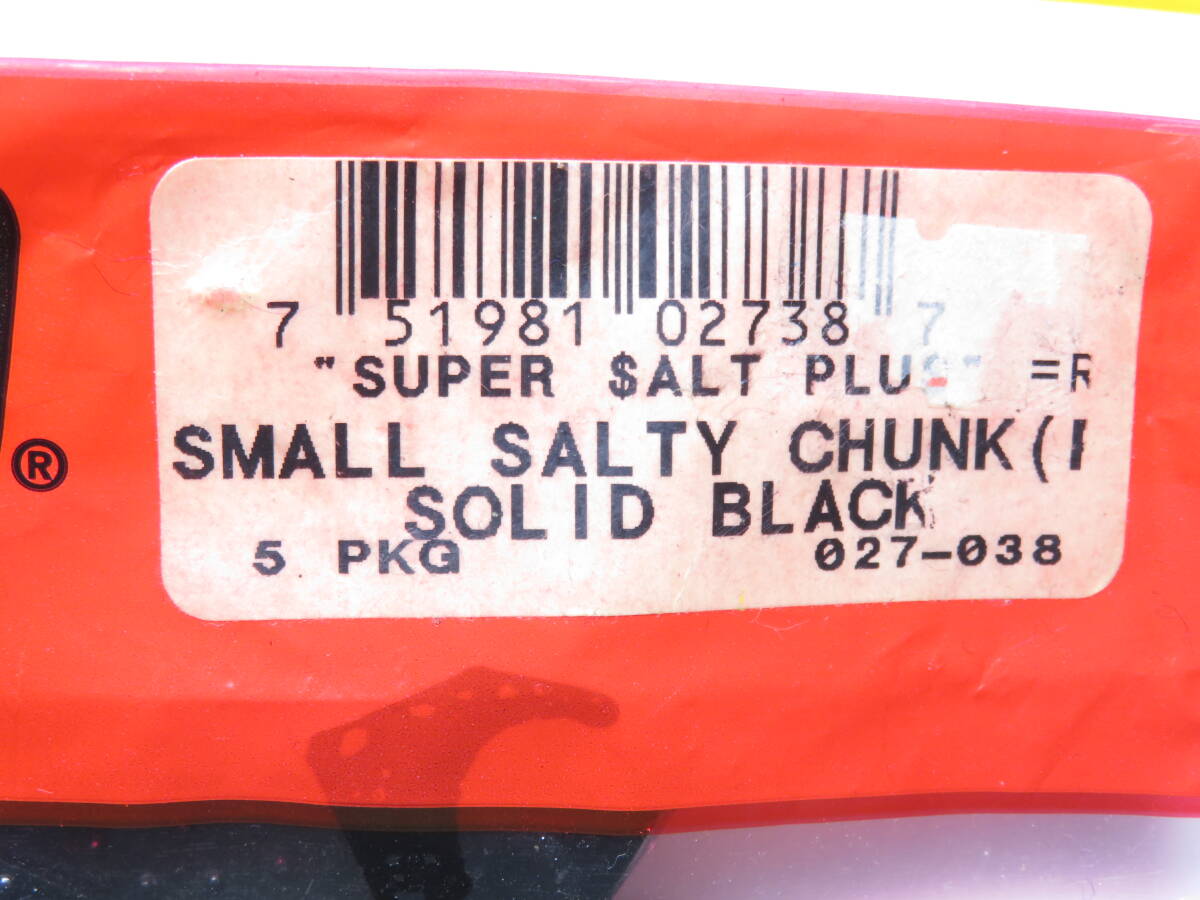 7 51981 02738 7
"SUPER $ALT PLUS" =R
SMALL SALTY CHUNK(
SOLID BLACK
5 PKG 027-038
®